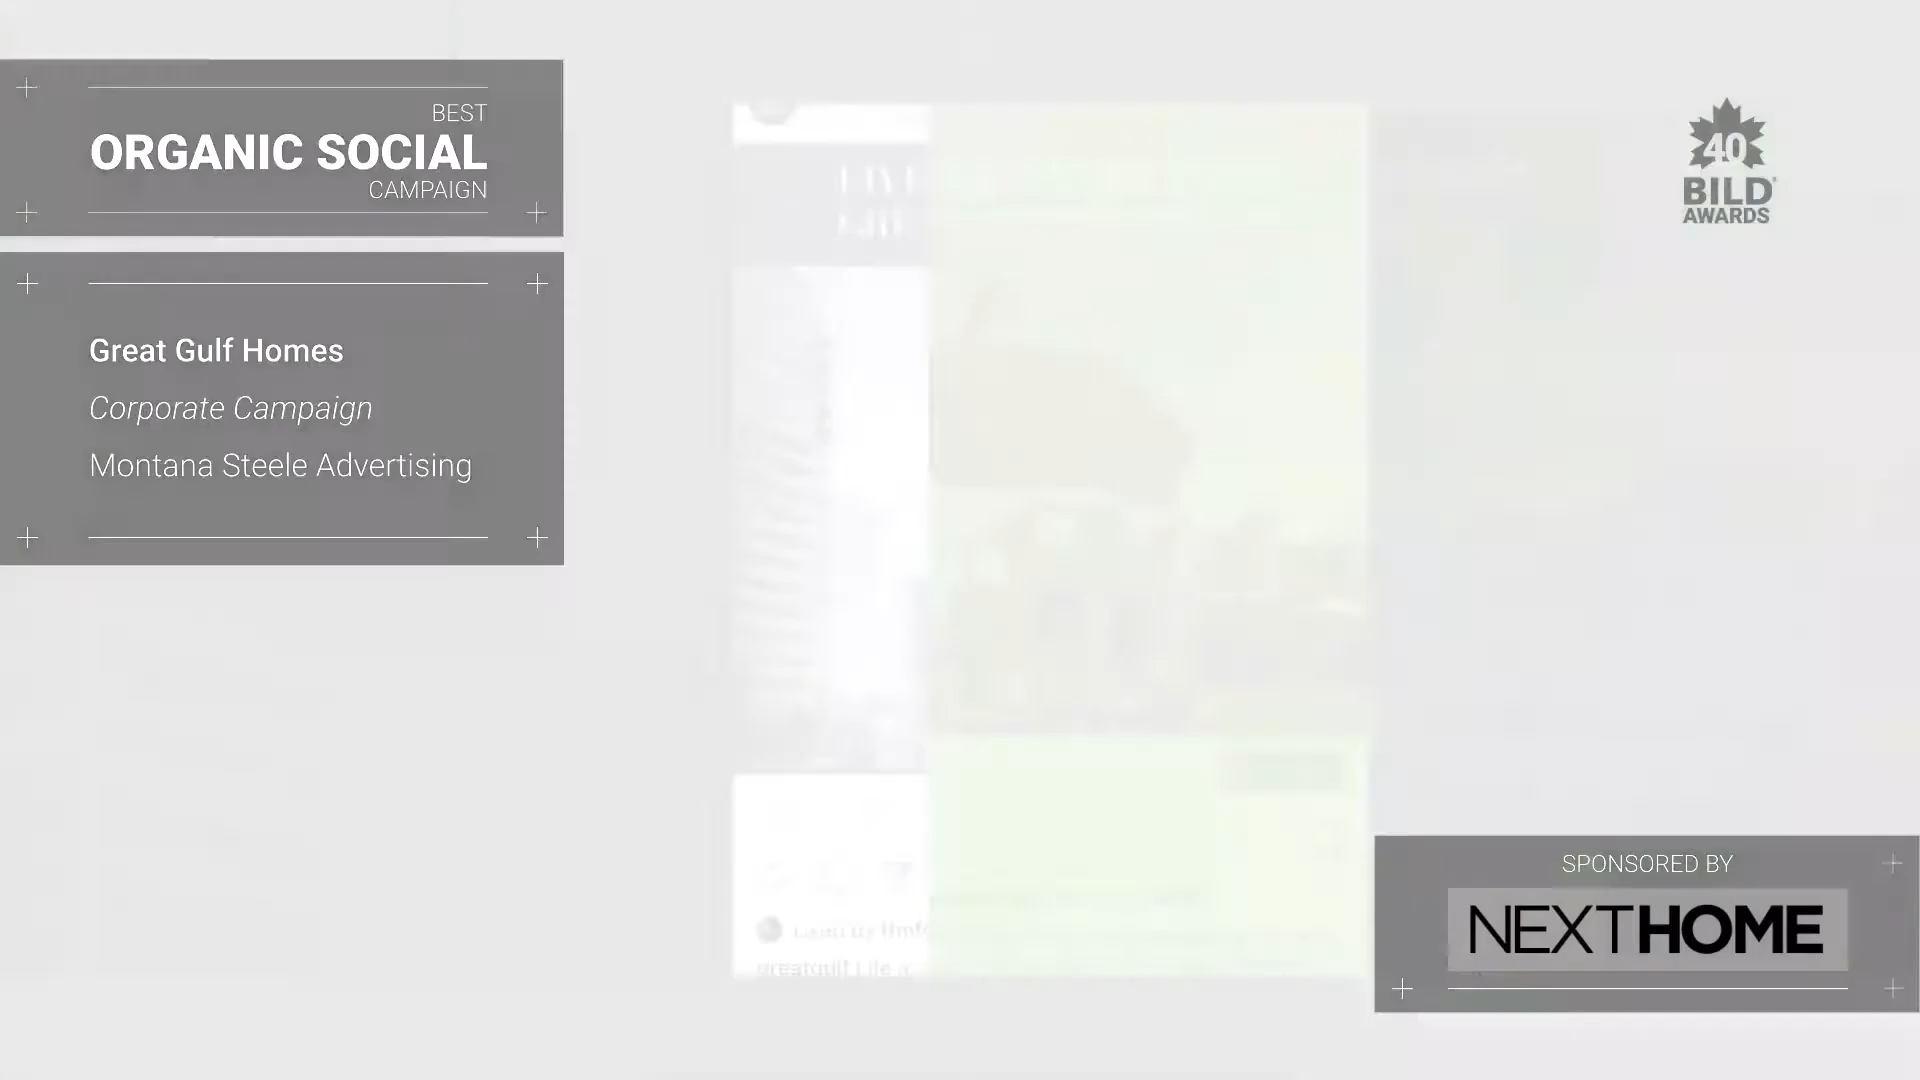 BEST
ORGANIC SOCIAL
CAMPAIGN
Great Gulf Homes
Corporate Campaign
Montana Steele Advertising
40
BILD
AWARDS
SPONSORED BY
NEXTHOME